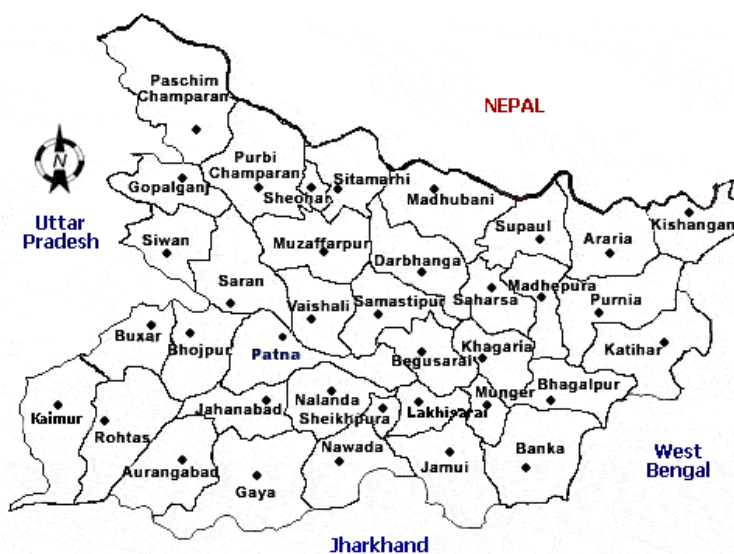 Paschim
Champaran
NEPAL
N
Purbi
Champaran
Gopalganj
Sheohar
Sitamarhi
Madhubani
Uttar
Pradesh
Siwan
Muzaffarpur
Supaul
Araria
Kishangan
Darbhanga
Saran
Vaishali
Samastipur
Saharsa
Madhepura
Purnia
Buxar
Bhojpur
Patna
Begusarai
Khagaria
Katihar
Kaimur
Rohtas
Jahanabad
Nalanda
Sheikhpura
Lakhisarai
Munger
Bhagalpur
Aurangabad
Gaya
Nawada
Jamui
Banka
West
Bengal
Jharkhand